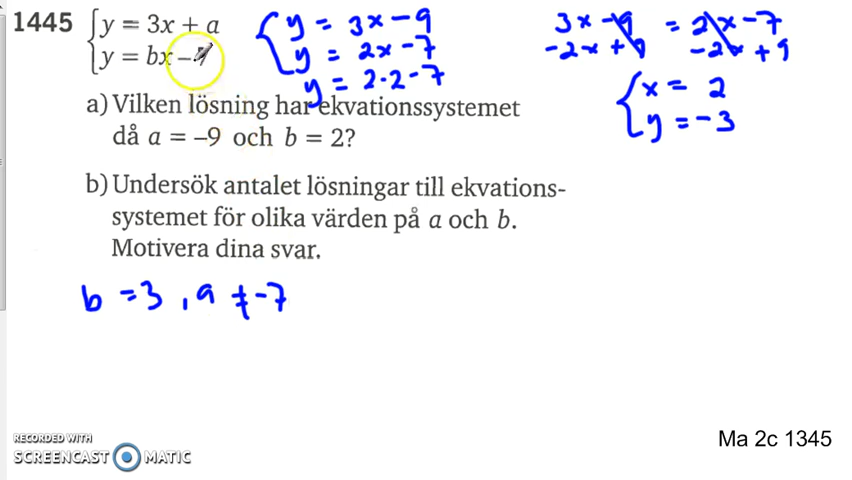 1445 y = 3x + a
y = bx –
y = 3x - 9
y = 2x - 7
y = 2·2 - 7
3x - 9 = 2x - 7
-2x + 9 -2x + 9
x = 2
y = -3
a) Vilken lösning har ekvationssystemet
då a = –9 och b = 2?
b) Undersök antalet lösningar till ekvations-
systemet för olika värden på a och b.
Motivera dina svar.
b = 3 , a ≠ -7
RECORDED WITH
SCREENCAST MATIC
Ma 2c 1345